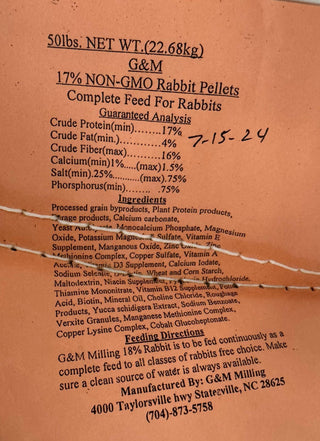 50lbs. NET WT.(22.68kg)
G&M
17% NON-GMO Rabbit Pellets
Complete Feed For Rabbits
Guaranteed Analysis
Crude Protein(min)........17%
7-15-24
Crude Fat(min.)............4%
Crude Fiber(max)..........16%
Calcium(min)1%....(max)1.5%
Salt(min).25%..........(max).75%
Phorsphorus(min)........ .75%
Ingredients
Processed grain byproducts, Plant Protein products,
Forage products, Calcium carbonate,
Yeast Monocalcium Phosphate, Magnesium
Oxide, Potassium Sulfate, Vitamin E
Supplement, Manganous Oxide, Zinc
Methionine Complex, Copper Sulfate, Vitamin A
D3 Supplement, Calcium Iodate,
Sodium Wheat and Corn Starch,
Maltodextrin, Niacin Hydrochloride,
Thiamine Mononitrate, Vitamin B12
Acid, Biotin, Mineral Oil, Choline Chloride, Roughage
Products, Yucca schidigera Extract, Sodium Benzoate,
Verxite Granules, Manganese Methionine Complex,
Copper Lysine Complex, Cobalt Glucoheptonate.
Feeding Directions
G&M Milling 18% Rabbit is to be fed continuously as a
complete feed to all classes of rabbits free choice. Make
sure a clean source of water is always available.
Manufactured By: G&M Milling
4000 Taylorsville hwy Statesville, NC 28625
(704)-873-5758